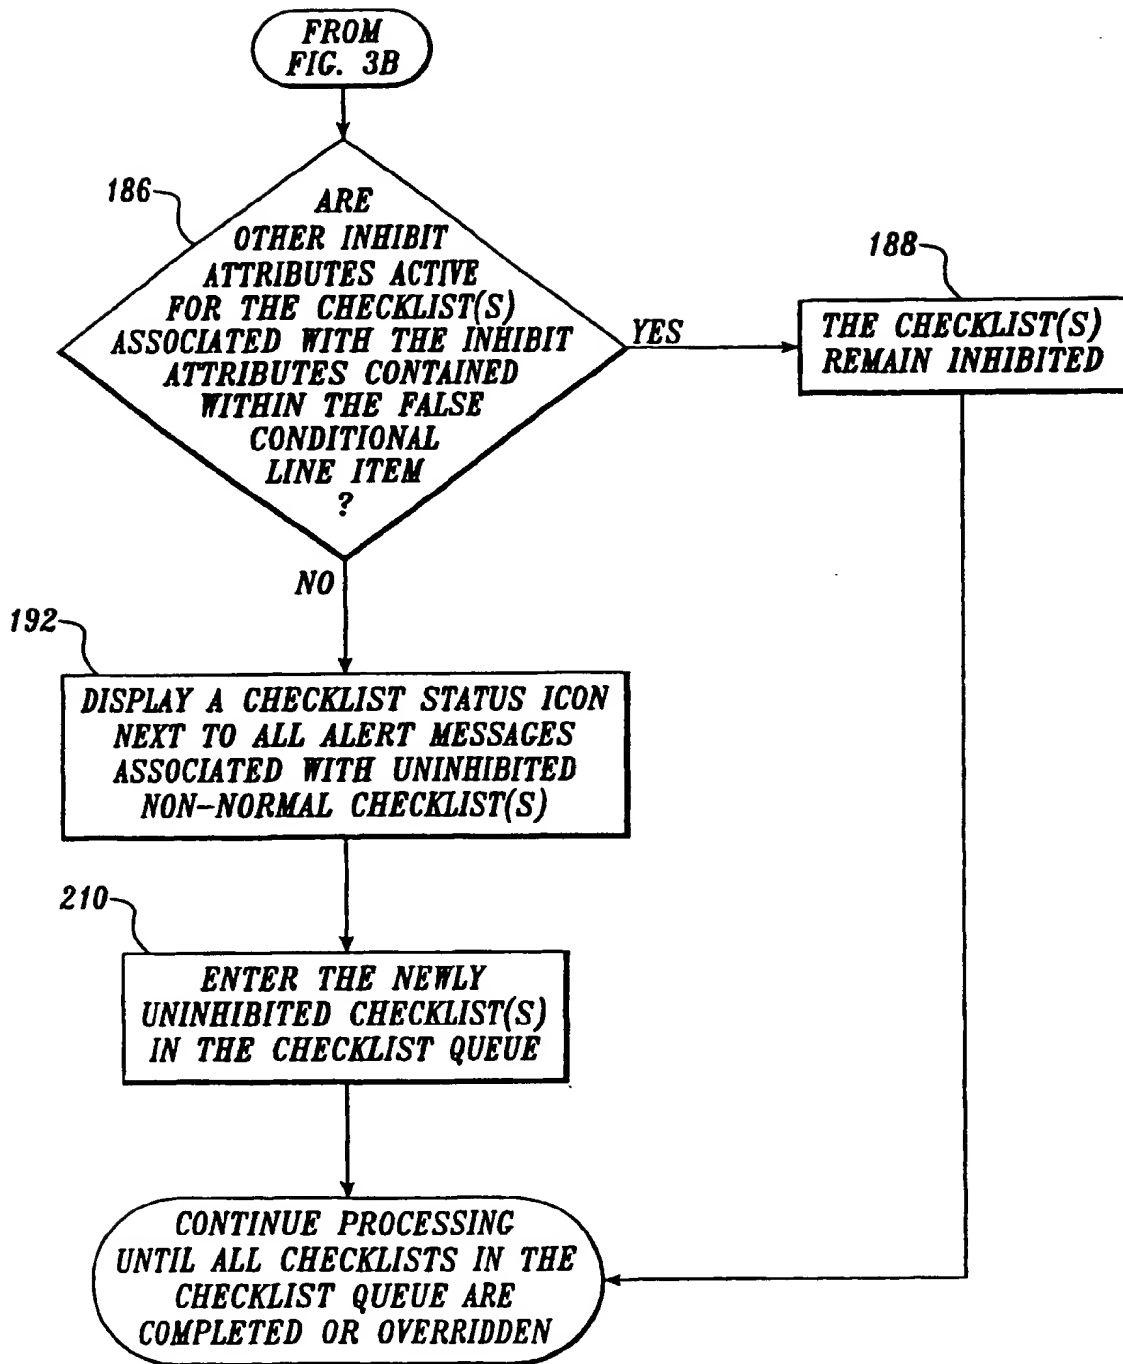 FROM
FIG. 3B
186
ARE
OTHER INHIBIT
ATTRIBUTES ACTIVE
FOR THE CHECKLIST(S)
ASSOCIATED WITH THE INHIBIT
ATTRIBUTES CONTAINED
WITHIN THE FALSE
CONDITIONAL
LINE ITEM
?
YES
188
THE CHECKLIST(S)
REMAIN INHIBITED
NO
192
DISPLAY A CHECKLIST STATUS ICON
NEXT TO ALL ALERT MESSAGES
ASSOCIATED WITH UNINHIBITED
NON-NORMAL CHECKLIST(S)
210
ENTER THE NEWLY
UNINHIBITED CHECKLIST(S)
IN THE CHECKLIST QUEUE
CONTINUE PROCESSING
UNTIL ALL CHECKLISTS IN THE
CHECKLIST QUEUE ARE
COMPLETED OR OVERRIDDEN